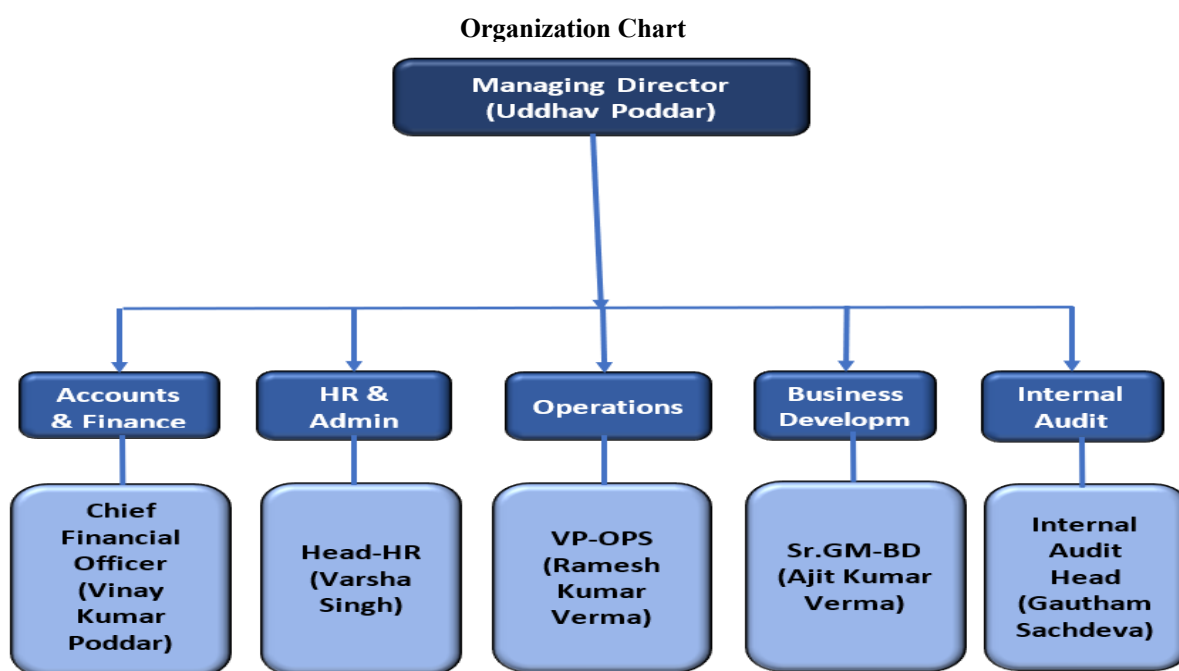 Organization Chart
Managing Director
(Uddhav Poddar)
Accounts
& Finance
HR &
Admin
Operations
Business
Developm
Internal
Audit
Chief
Financial
Officer
(Vinay
Kumar
Poddar)
Head-HR
(Varsha
Singh)
VP-OPS
(Ramesh
Kumar
Verma)
Sr.GM-BD
(Ajit Kumar
Verma)
Internal
Audit
Head
(Gautham
Sachdeva)